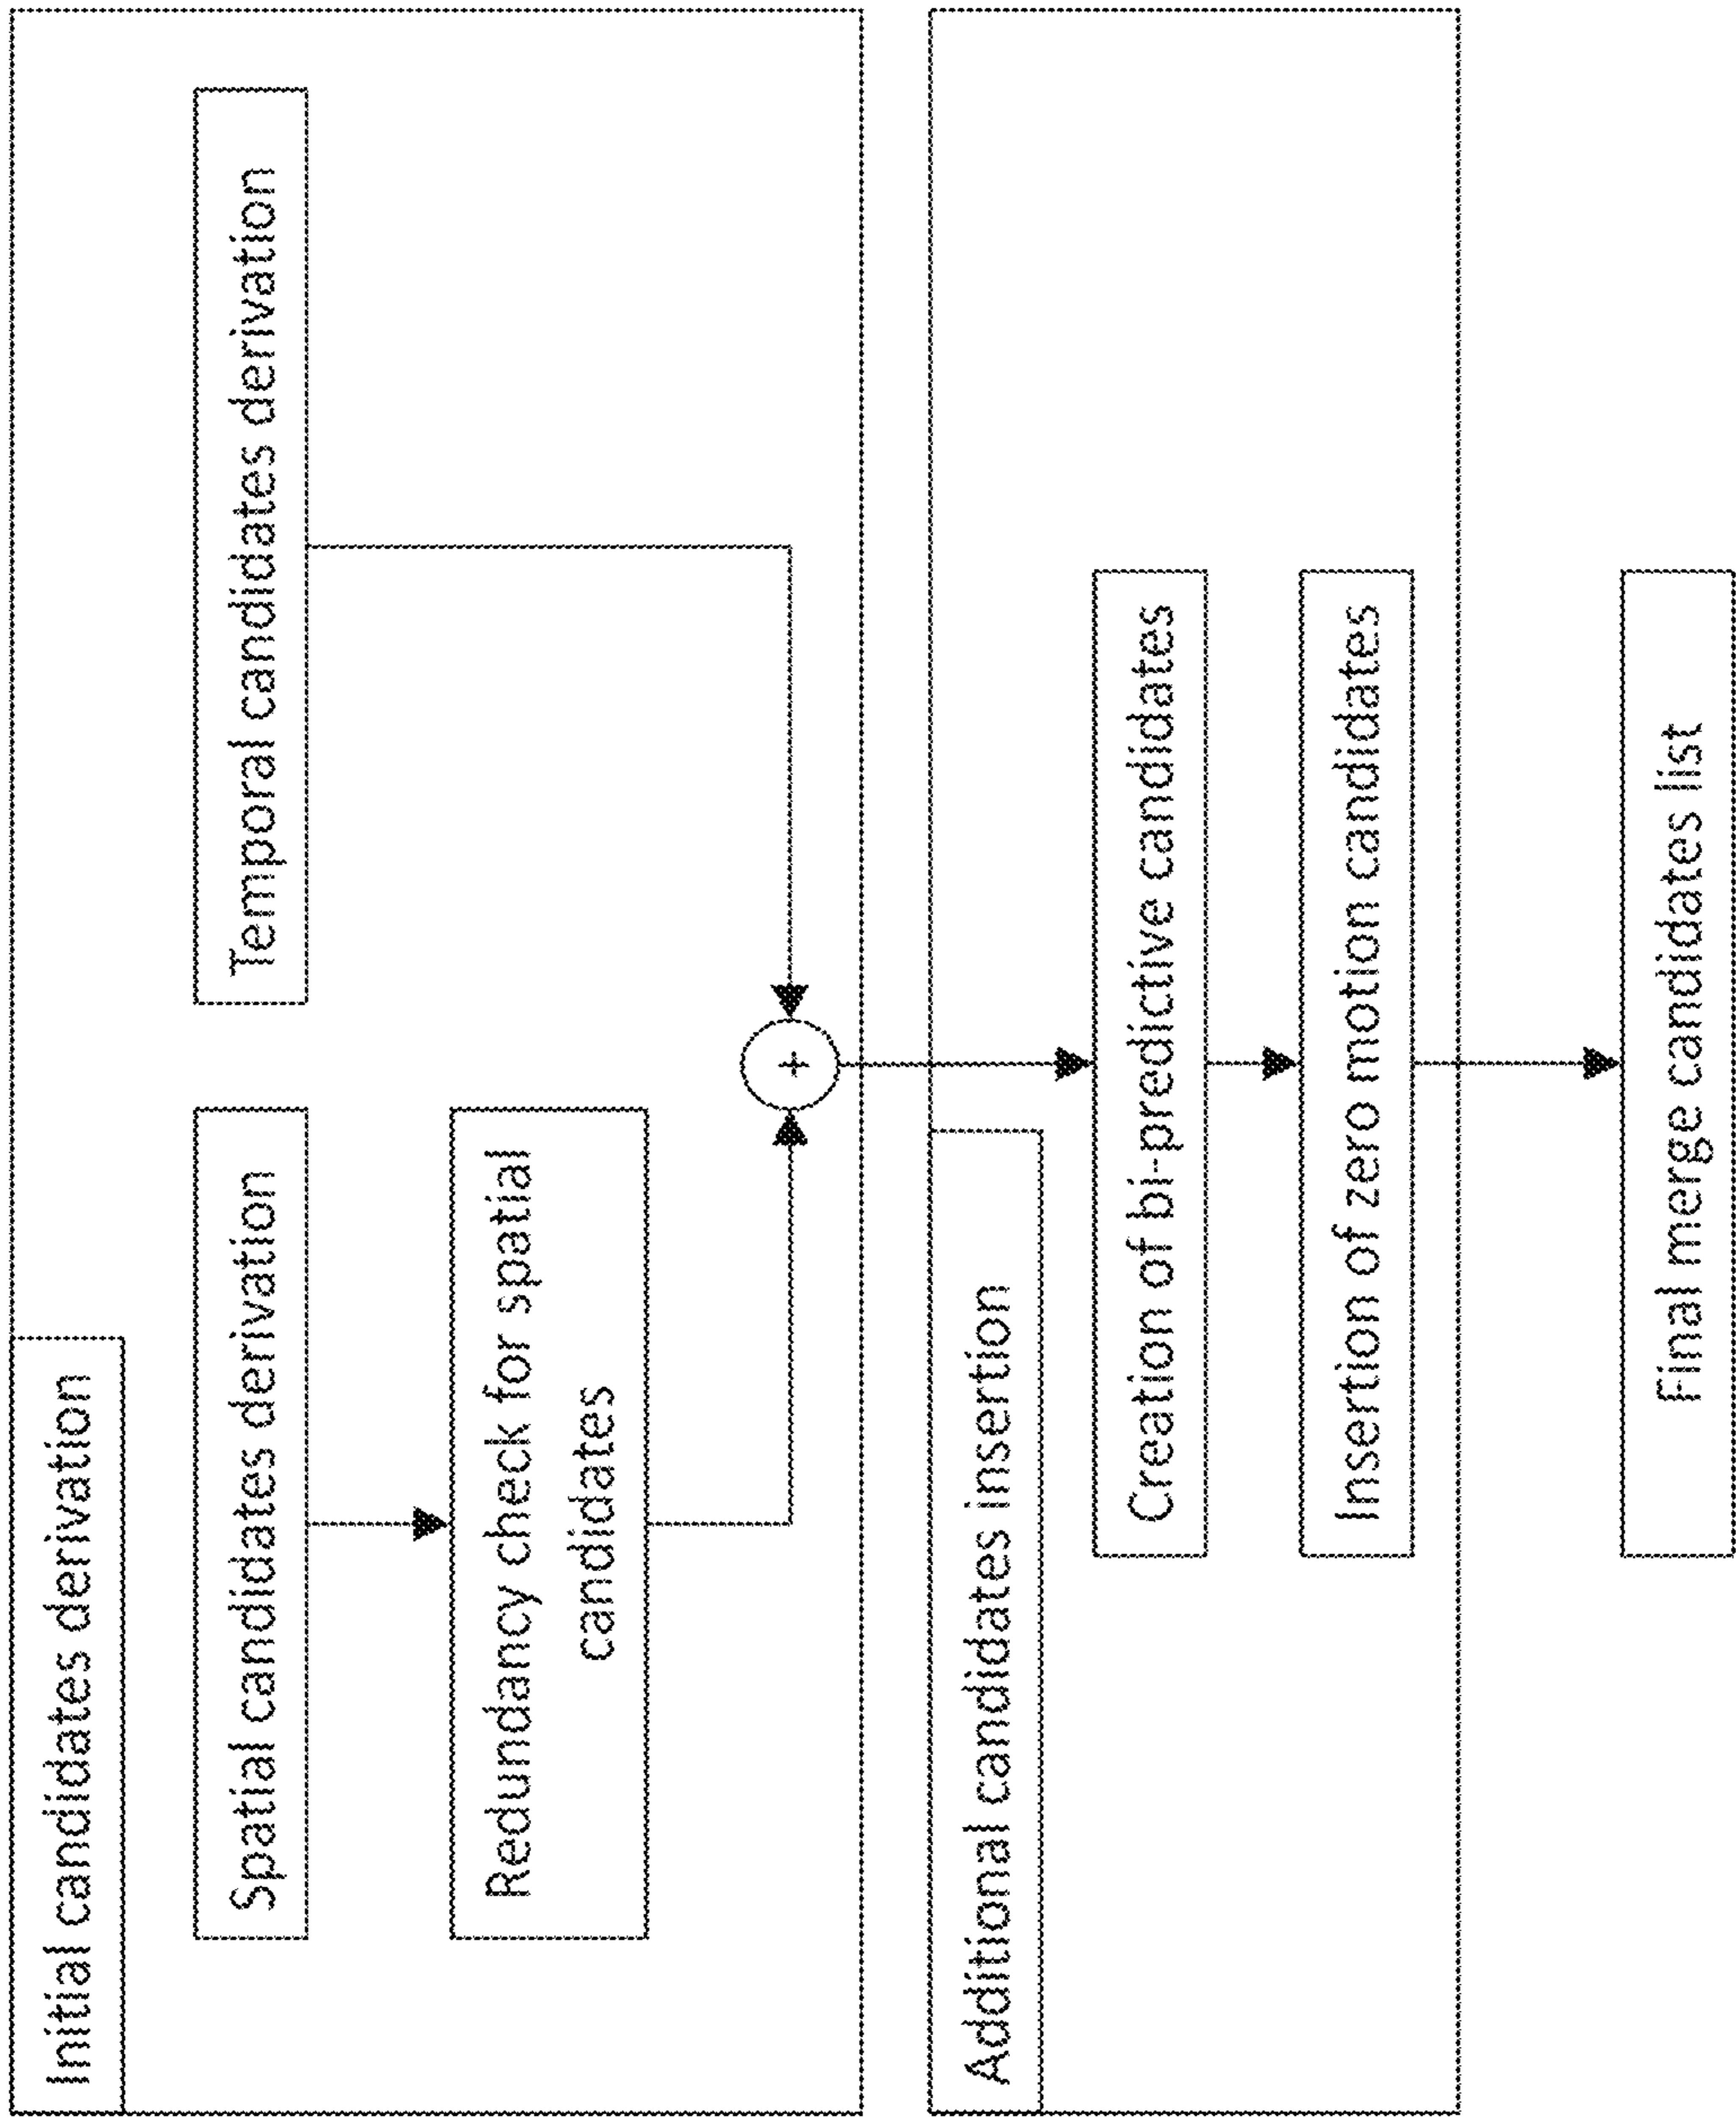 Initial candidates derivation
Spatial candidates derivation
Temporal candidates derivation
Redundancy check for spatial
candidates
+
Additional candidates insertion
Creation of bi-predictive candidates
Insertion of zero motion candidates
Final merge candidates list